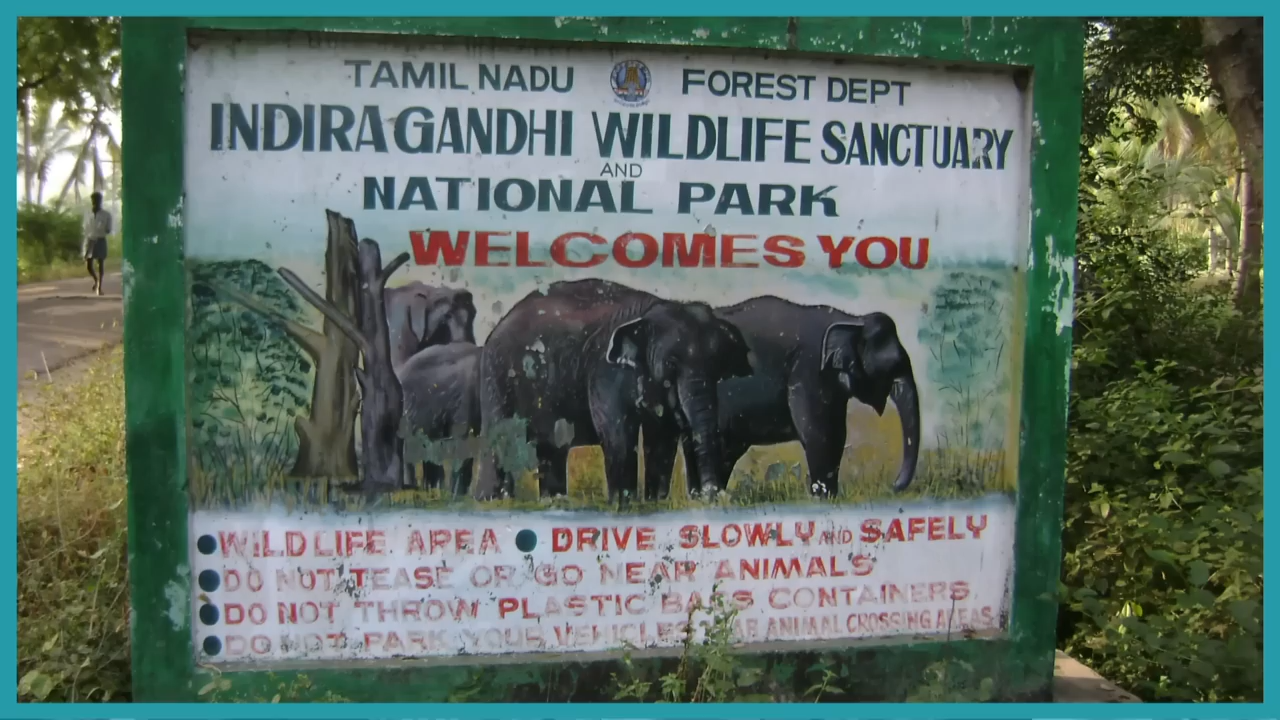 TAMIL NADU FOREST DEPT
INDIRA GANDHI WILDLIFE SANCTUARY
AND
NATIONAL PARK
WELCOMES YOU
● WILDLIFE AREA ● DRIVE SLOWLY AND SAFELY
● DO NOT TEASE OR GO NEAR ANIMALS
● DO NOT THROW PLASTIC BAGS CONTAINERS
● DO NOT PARK YOUR VEHICLES NEAR ANIMAL CROSSING AREAS